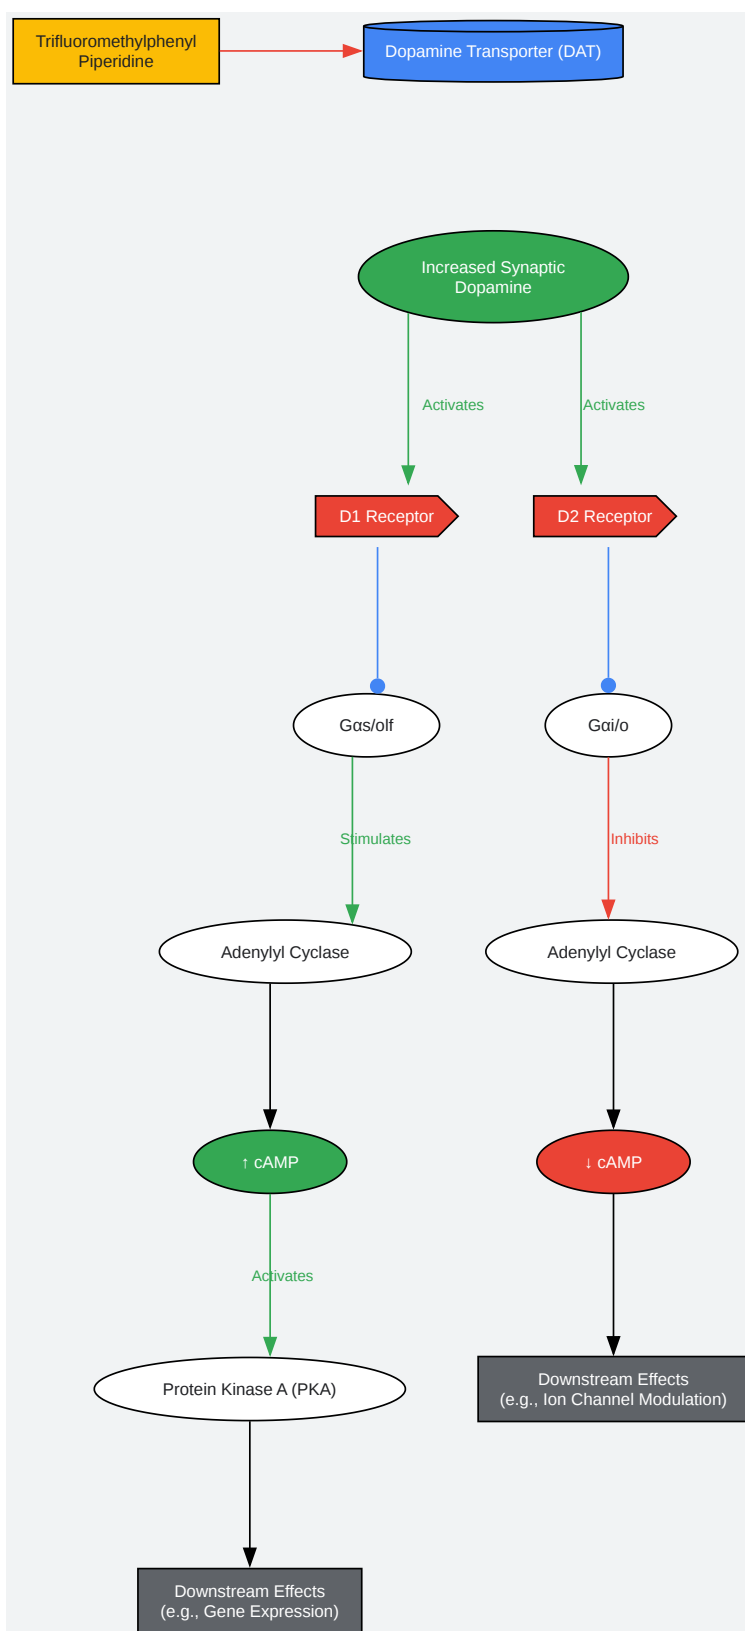 Trifluoromethylphenyl
Piperidine
Dopamine Transporter (DAT)
Increased Synaptic
Dopamine
Activates
Activates
D1 Receptor
D2 Receptor
Gαs/olf
Gαi/o
Stimulates
Inhibits
Adenylyl Cyclase
Adenylyl Cyclase
↑ cAMP
↓ cAMP
Activates
Protein Kinase A (PKA)
Downstream Effects
(e.g., Ion Channel Modulation)
Downstream Effects
(e.g., Gene Expression)